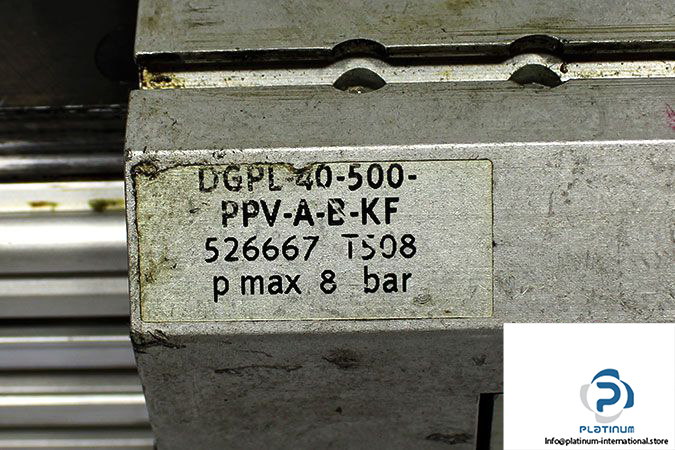 DGPL-40-500-
PPV-A-B-KF
526667 T508
p max 8 bar
PLATINUM
Info@platinum-international.store